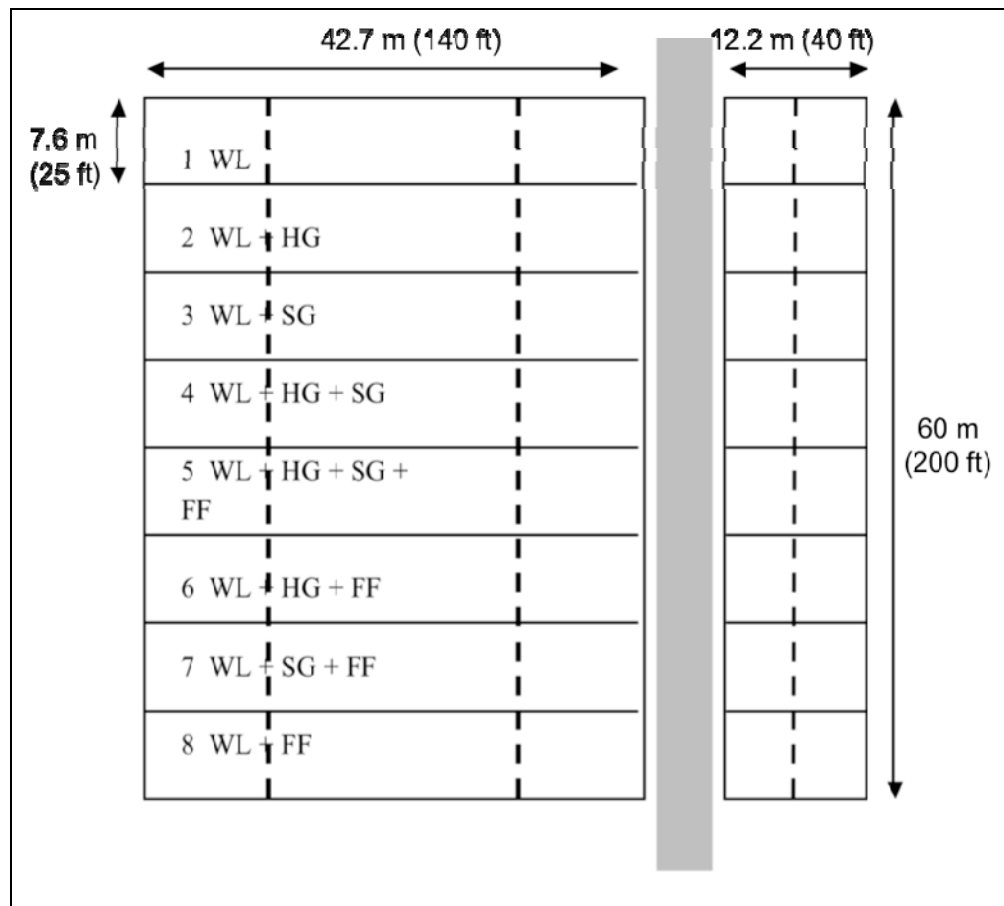 42.7 m (140 ft)
12.2 m (40 ft)
7.6 m
(25 ft)
1 WL
2 WL + HG
3 WL + SG
4 WL + HG + SG
5 WL + HG + SG +
FF
6 WL + HG + FF
7 WL + SG + FF
8 WL + FF
60 m
(200 ft)